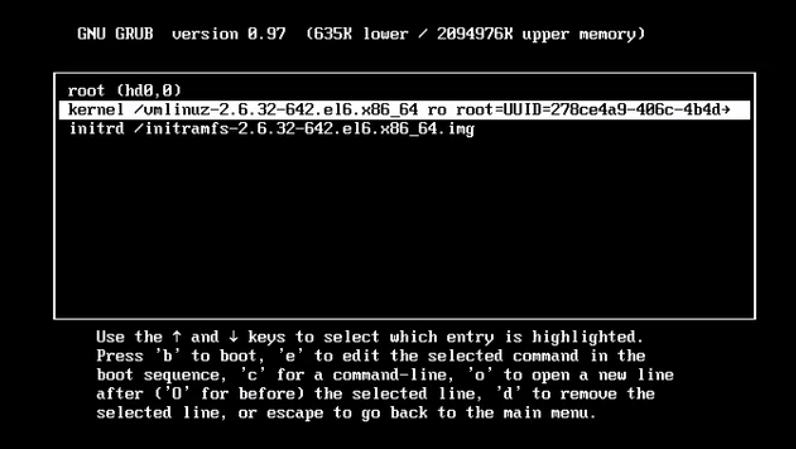 GNU GRUB  version 0.97  (635K lower / 2094976K upper memory)
root (hd0,0)
kernel /vmlinuz-2.6.32-642.el6.x86_64 ro root=UUID=278ce4a9-406c-4b4d→
initrd /initramfs-2.6.32-642.el6.x86_64.img
Use the ↑ and ↓ keys to select which entry is highlighted.
Press 'b' to boot, 'e' to edit the selected command in the
boot sequence, 'c' for a command-line, 'o' to open a new line
after ('O' for before) the selected line, 'd' to remove the
selected line, or escape to go back to the main menu.